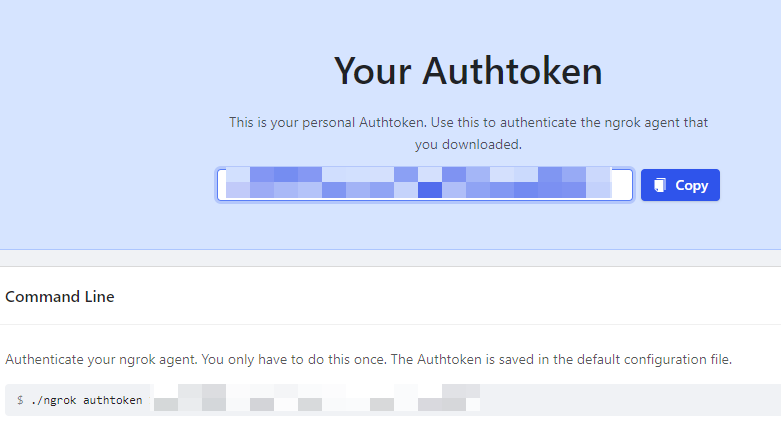 Your Authtoken
This is your personal Authtoken. Use this to authenticate the ngrok agent that
you downloaded.
Copy
Command Line
Authenticate your ngrok agent. You only have to do this once. The Authtoken is saved in the default configuration file.
$ ./ngrok authtoken